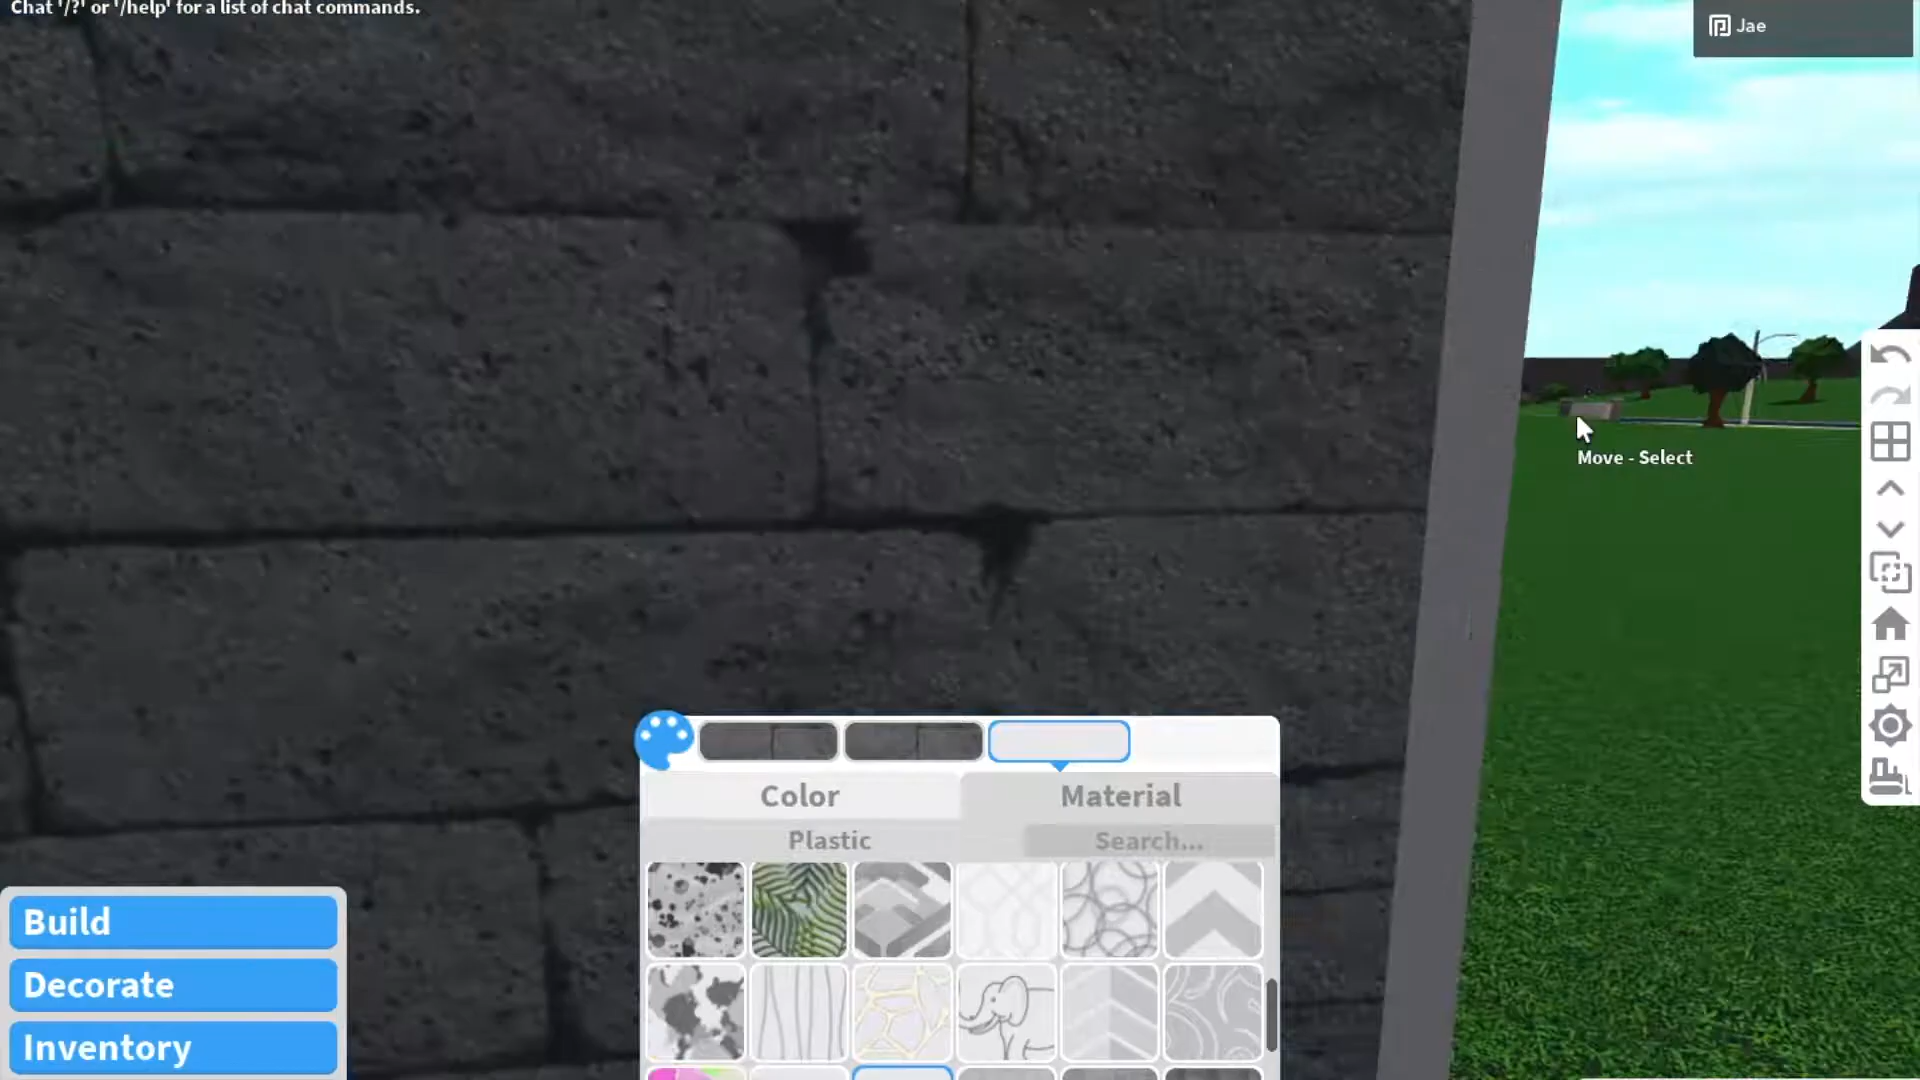 Chat '/?' or '/help' for a list of chat commands.
Jae
Move - Select
Color
Material
Plastic
Search...
Build
Decorate
Inventory